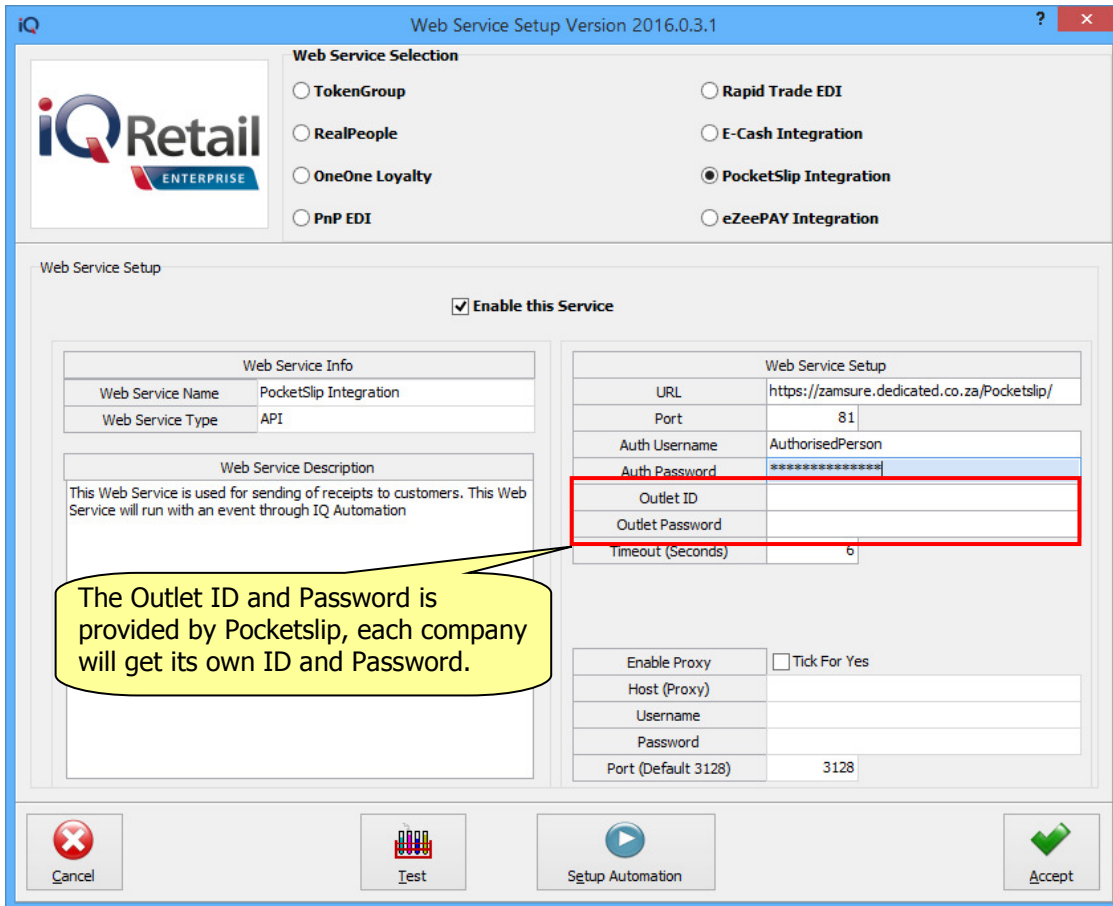 iQ
Web Service Setup Version 2016.0.3.1
?
iQ Retail
ENTERPRISE
Web Service Selection
TokenGroup
Rapid Trade EDI
RealPeople
E-Cash Integration
OneOne Loyalty
PocketSlip Integration
PnP EDI
eZeePAY Integration
Web Service Setup
Enable this Service
Web Service Info
Web Service Name PocketSlip Integration
Web Service Type API
Web Service Description
This Web Service is used for sending of receipts to customers. This Web
Service will run with an event through IQ Automation
Web Service Setup
URL https://zamsure.dedicated.co.za/Pocketslip/
Port 81
Auth Username AuthorisedPerson
Auth Password **************
Outlet ID
Outlet Password
Timeout (Seconds) 6
The Outlet ID and Password is
provided by Pocketslip, each company
will get its own ID and Password.
Enable Proxy Tick For Yes
Host (Proxy)
Username
Password
Port (Default 3128) 3128
Cancel
Test
Setup Automation
Accept